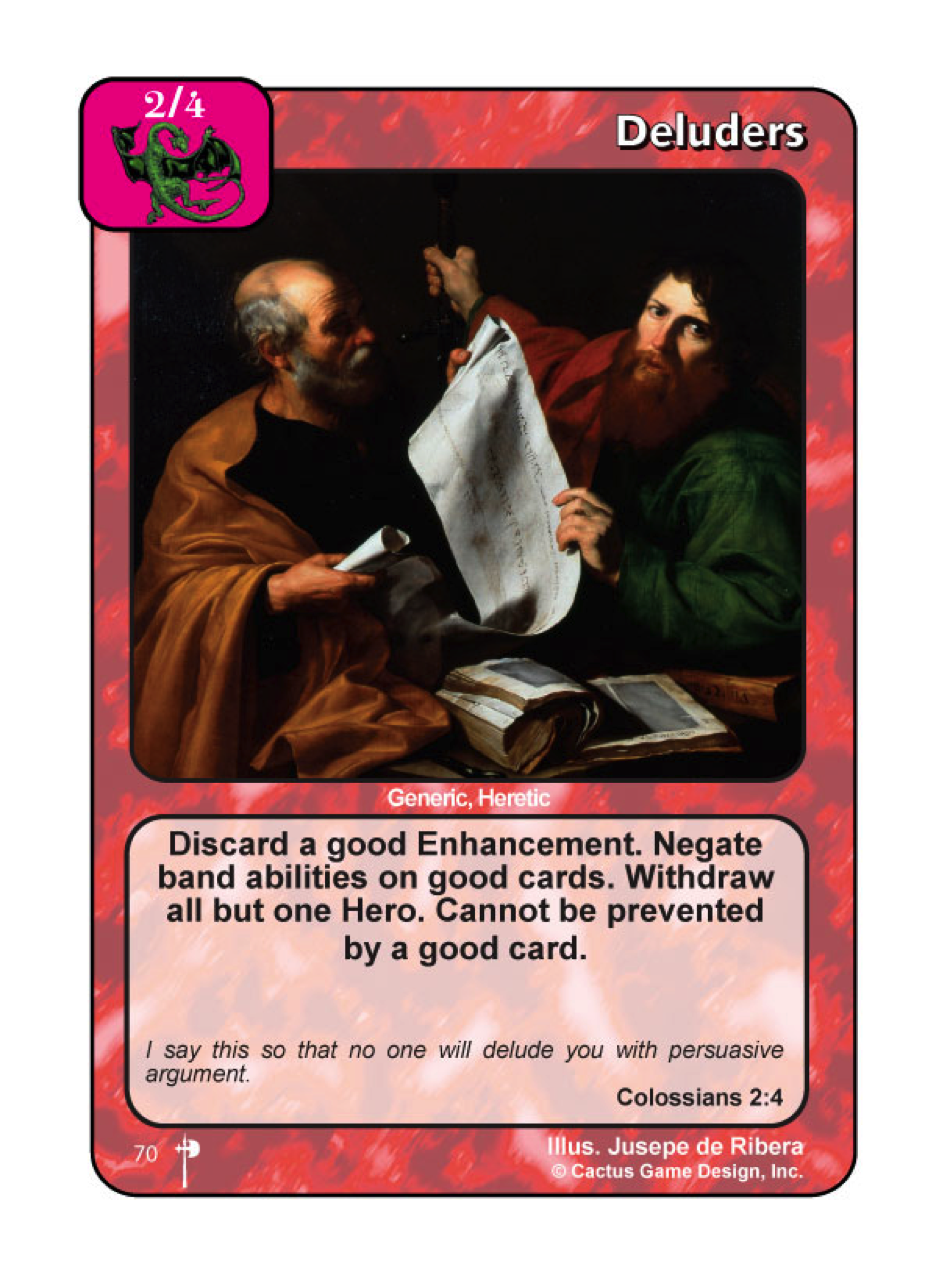 2/4
Deluders
Generic, Heretic
Discard a good Enhancement. Negate
band abilities on good cards. Withdraw
all but one Hero. Cannot be prevented
by a good card.
I say this so that no one will delude you with persuasive
argument.
Colossians 2:4
70
Illus. Jusepe de Ribera
© Cactus Game Design, Inc.